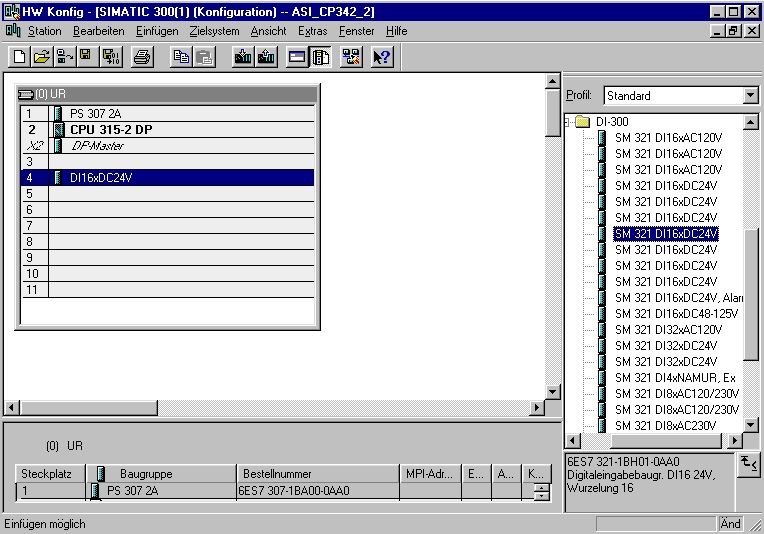 HW Konfig - [SIMATIC 300(1) (Konfiguration) -- ASI_CP342_2]
Station Bearbeiten Einfügen Zielsystem Ansicht Extras Fenster Hilfe
(0) UR
1 PS 307 2A
2 CPU 315-2 DP
X2 DP-Master
3
4 DI16xDC24V
5
6
7
8
9
10
11
Profil: Standard
DI-300
SM 321 DI16xAC120V
SM 321 DI16xAC120V
SM 321 DI16xAC120V
SM 321 DI16xDC24V
SM 321 DI16xDC24V
SM 321 DI16xDC24V
SM 321 DI16xDC24V
SM 321 DI16xDC24V
SM 321 DI16xDC24V
SM 321 DI16xDC24V
SM 321 DI16xDC24V, Alarm
SM 321 DI16xDC48-125V
SM 321 DI32xAC120V
SM 321 DI32xDC24V
SM 321 DI32xDC24V
SM 321 DI4xNAMUR, Ex
SM 321 DI8xAC120/230V
SM 321 DI8xAC120/230V
SM 321 DI8xAC230V
(0) UR
Steckplatz Baugruppe Bestellnummer MPI-Adr... E... A... K...
1 PS 307 2A 6ES7 307-1BA00-0AA0
6ES7 321-1BH01-0AA0
Digitaleingabebaugr. DI16 24V,
Wurzelung 16
Einfügen möglich
Änd